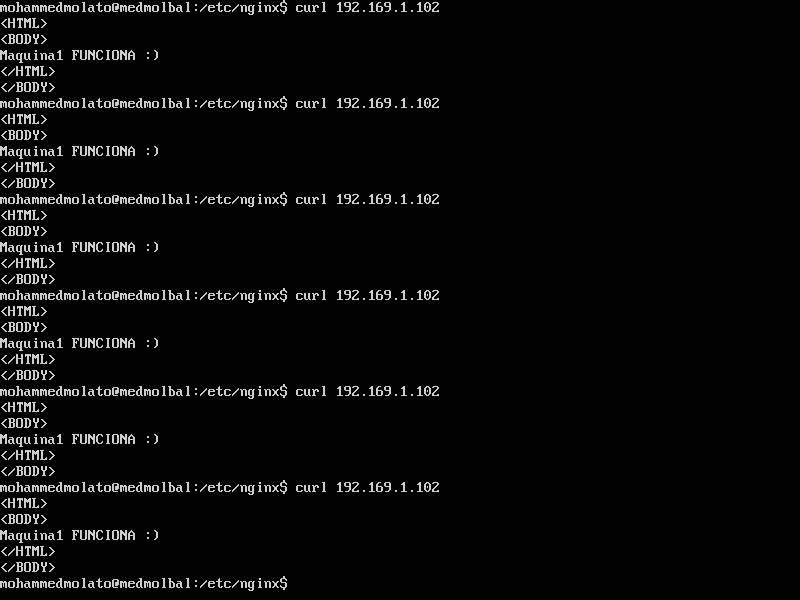 mohammedmolato@medmolbal:/etc/nginx$ curl 192.169.1.102
<HTML>
<BODY>
Maquina1 FUNCIONA :)
</HTML>
</BODY>
mohammedmolato@medmolbal:/etc/nginx$ curl 192.169.1.102
<HTML>
<BODY>
Maquina1 FUNCIONA :)
</HTML>
</BODY>
mohammedmolato@medmolbal:/etc/nginx$ curl 192.169.1.102
<HTML>
<BODY>
Maquina1 FUNCIONA :)
</HTML>
</BODY>
mohammedmolato@medmolbal:/etc/nginx$ curl 192.169.1.102
<HTML>
<BODY>
Maquina1 FUNCIONA :)
</HTML>
</BODY>
mohammedmolato@medmolbal:/etc/nginx$ curl 192.169.1.102
<HTML>
<BODY>
Maquina1 FUNCIONA :)
</HTML>
</BODY>
mohammedmolato@medmolbal:/etc/nginx$ curl 192.169.1.102
<HTML>
<BODY>
Maquina1 FUNCIONA :)
</HTML>
</BODY>
mohammedmolato@medmolbal:/etc/nginx$